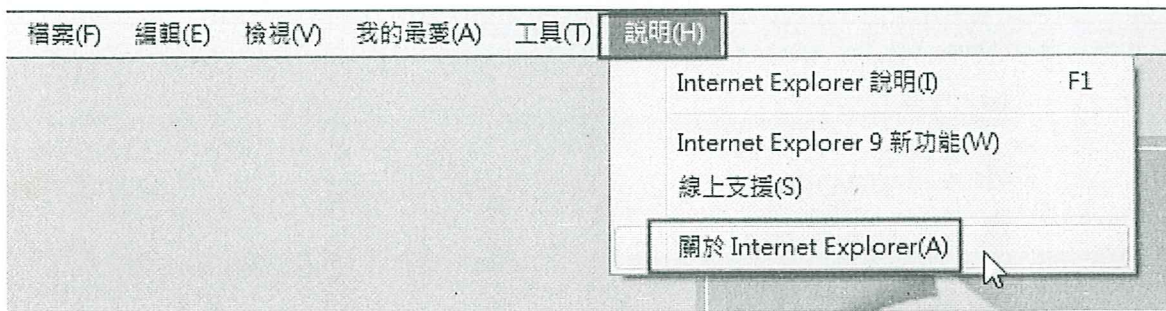 檔案(F) 編輯(E) 檢視(V) 我的最愛(A) 工具(T) 說明(H)
Internet Explorer 說明(I) F1
Internet Explorer 9 新功能(W)
線上支援(S)
關於 Internet Explorer(A)